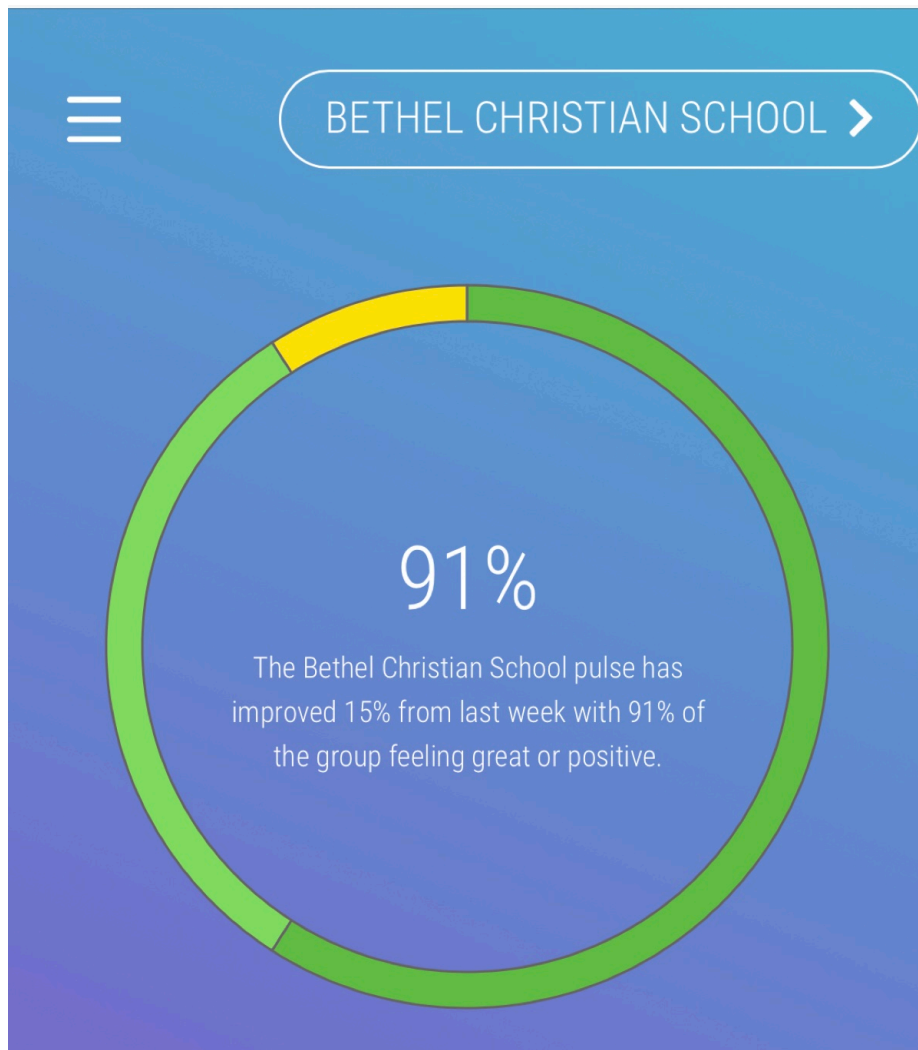 BETHEL CHRISTIAN SCHOOL
91%
The Bethel Christian School pulse has
improved 15% from last week with 91% of
the group feeling great or positive.